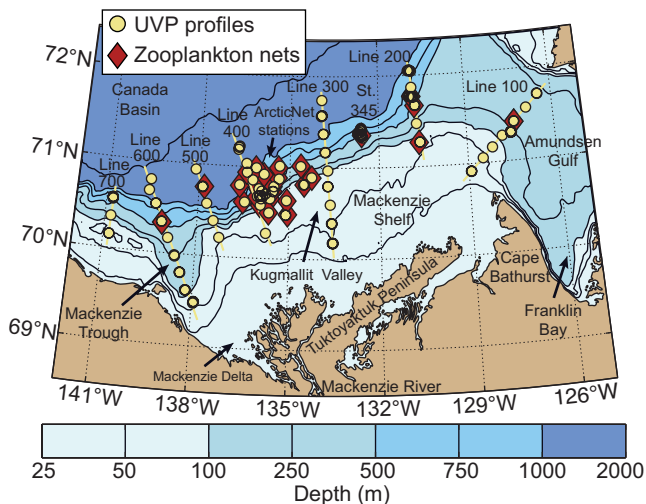 UVP profiles
Zooplankton nets
72°N
71°N
70°N
69°N
Canada
Basin
Line
700
Line
600
Line
500
Line
400
ArcticNet
stations
Line 300
St.
345
Line 200
Line 100
Amundsen
Gulf
Mackenzie
Shelf
Kugmallit Valley
Mackenzie
Trough
Mackenzie Delta
Tuktoyaktuk Peninsula
Mackenzie River
Cape
Bathurst
Franklin
Bay
141°W
138°W
135°W
132°W
129°W
126°W
25 50 100 250 500 750 1000 2000
Depth (m)